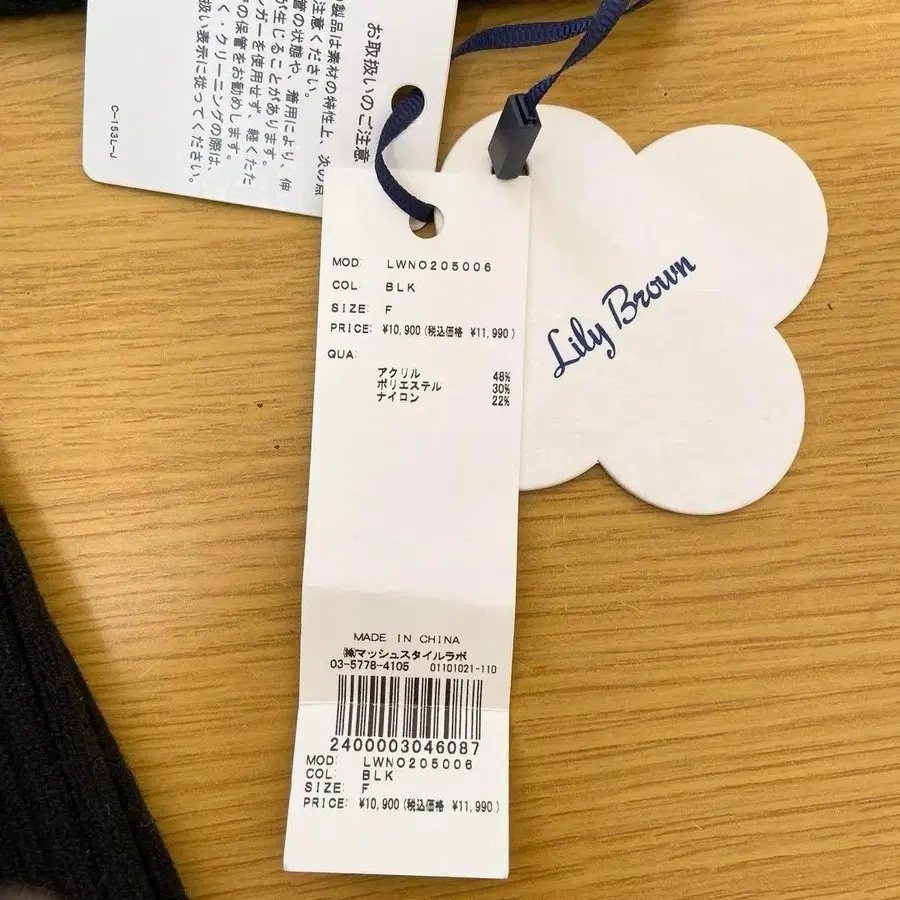 お取扱いのご注意
製品は素材の特性上、次の点
注意ください。
管の状態や、着用により、伸
が生じることがあります。
ンガーを使用せず、軽くたた
の保管をお勧めします。
く・クリーニングの際は、
扱い表示に従ってください。
C-153L-J
Lily Brown
MOD: LWNO205006
COL: BLK
SIZE: F
PRICE: ¥10,900(税込価格 ¥11,990)
QUA:
アクリル 48%
ポリエステル 30%
ナイロン 22%
MADE IN CHINA
㈱マッシュスタイルラボ
03-5778-4105 01101021-110
2400003046087
MOD: LWNO205006
COL: BLK
SIZE: F
PRICE: ¥10,900(税込価格 ¥11,990)